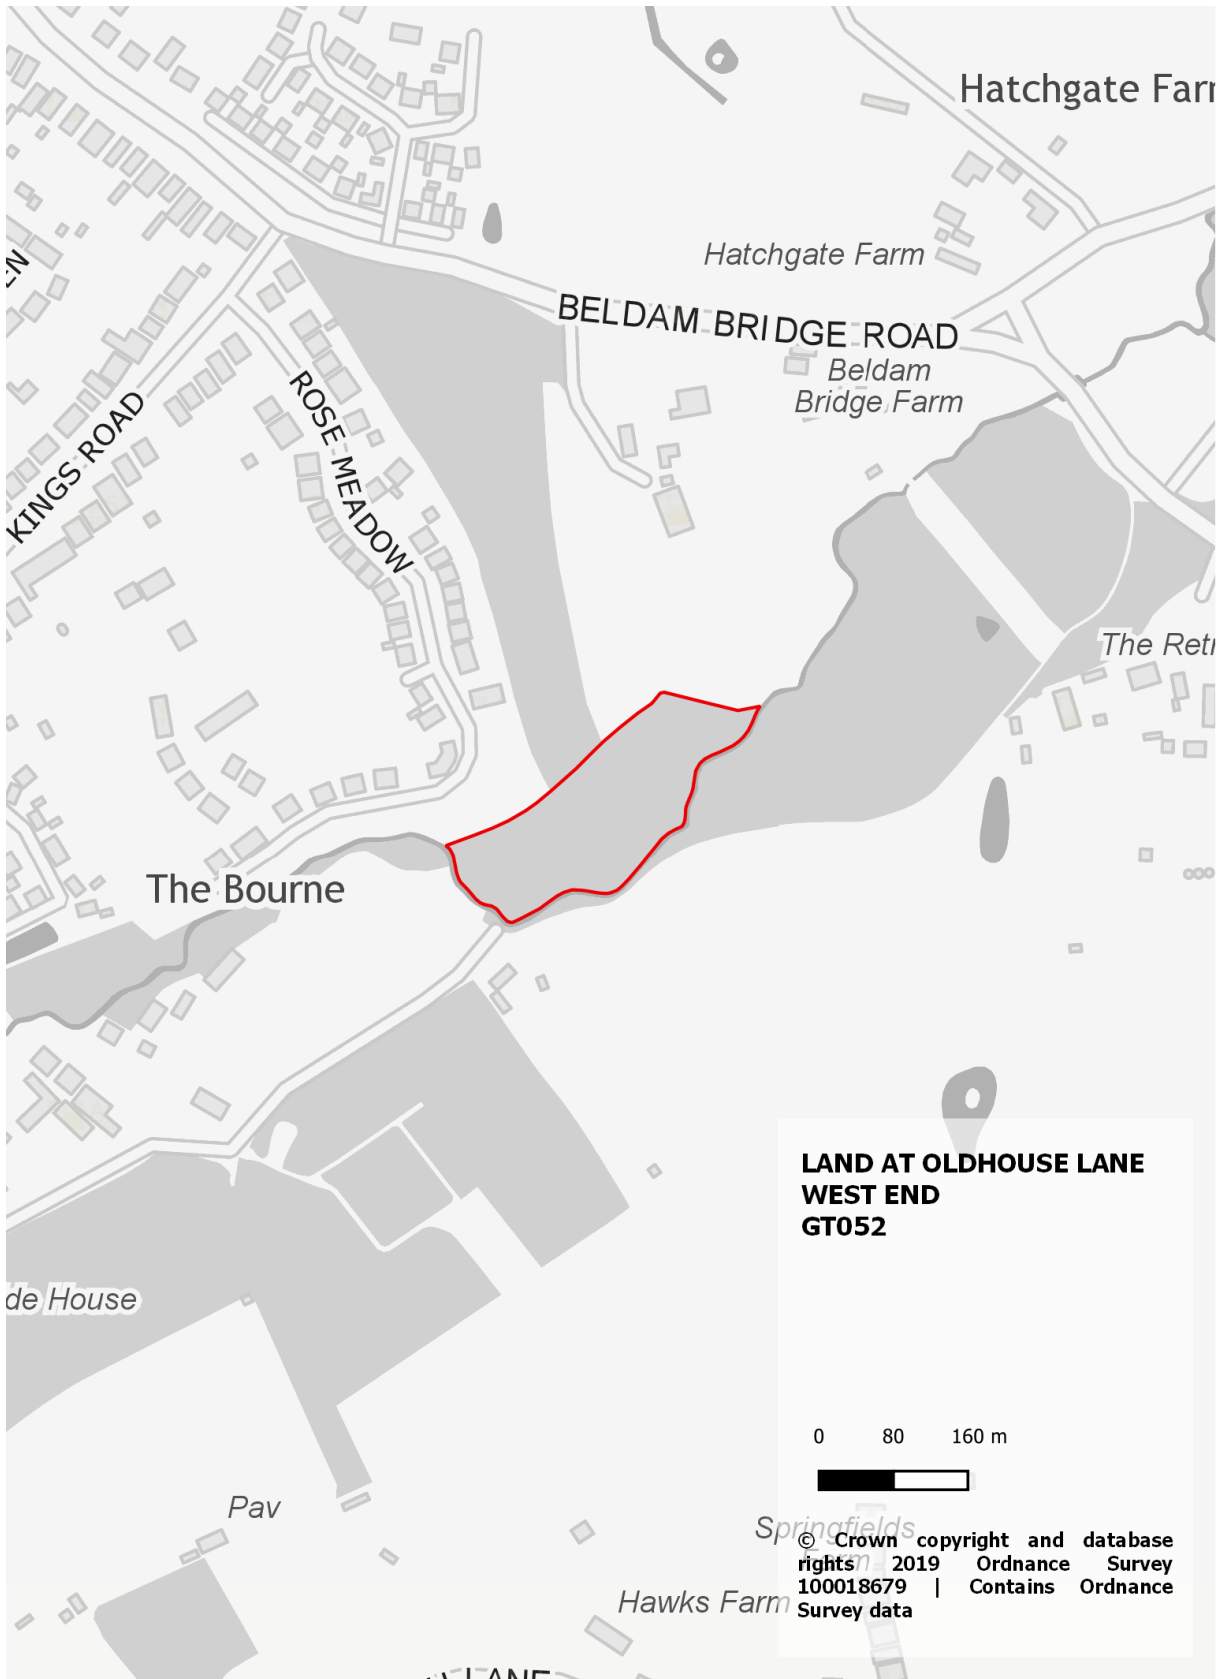 Hatchgate Farm
BELDAM BRIDGE ROAD
Beldam
Bridge Farm
KINGS ROAD
ROSE MEADOW
The Bourne
LAND AT OLDHOUSE LANE
WEST END
GT052
de House
0 80 160 m
Pav
Springfields
Farm
© Crown copyright and database
rights 2019 Ordnance Survey
100018679 | Contains Ordnance
Survey data
Hawks Farm
LANE